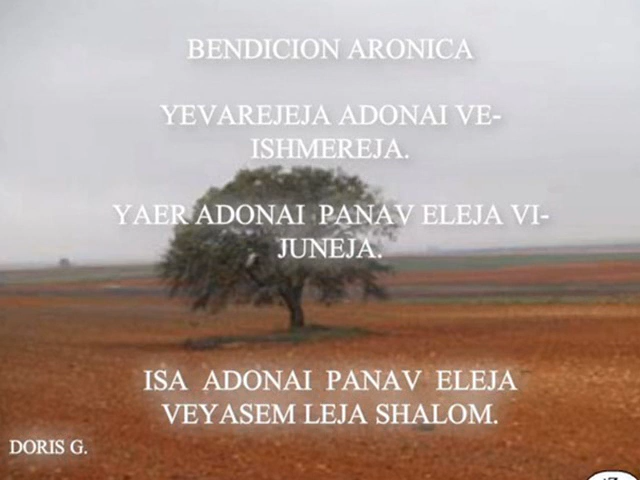 BENDICION ARONICA
YEVAREJEJA ADONAI VE-
ISHMEREJA.
YAER ADONAI PANAV ELEJA VI-
JUNEJA.
ISA ADONAI PANAV ELEJA
VEYASEM LEJA SHALOM.
DORIS G.